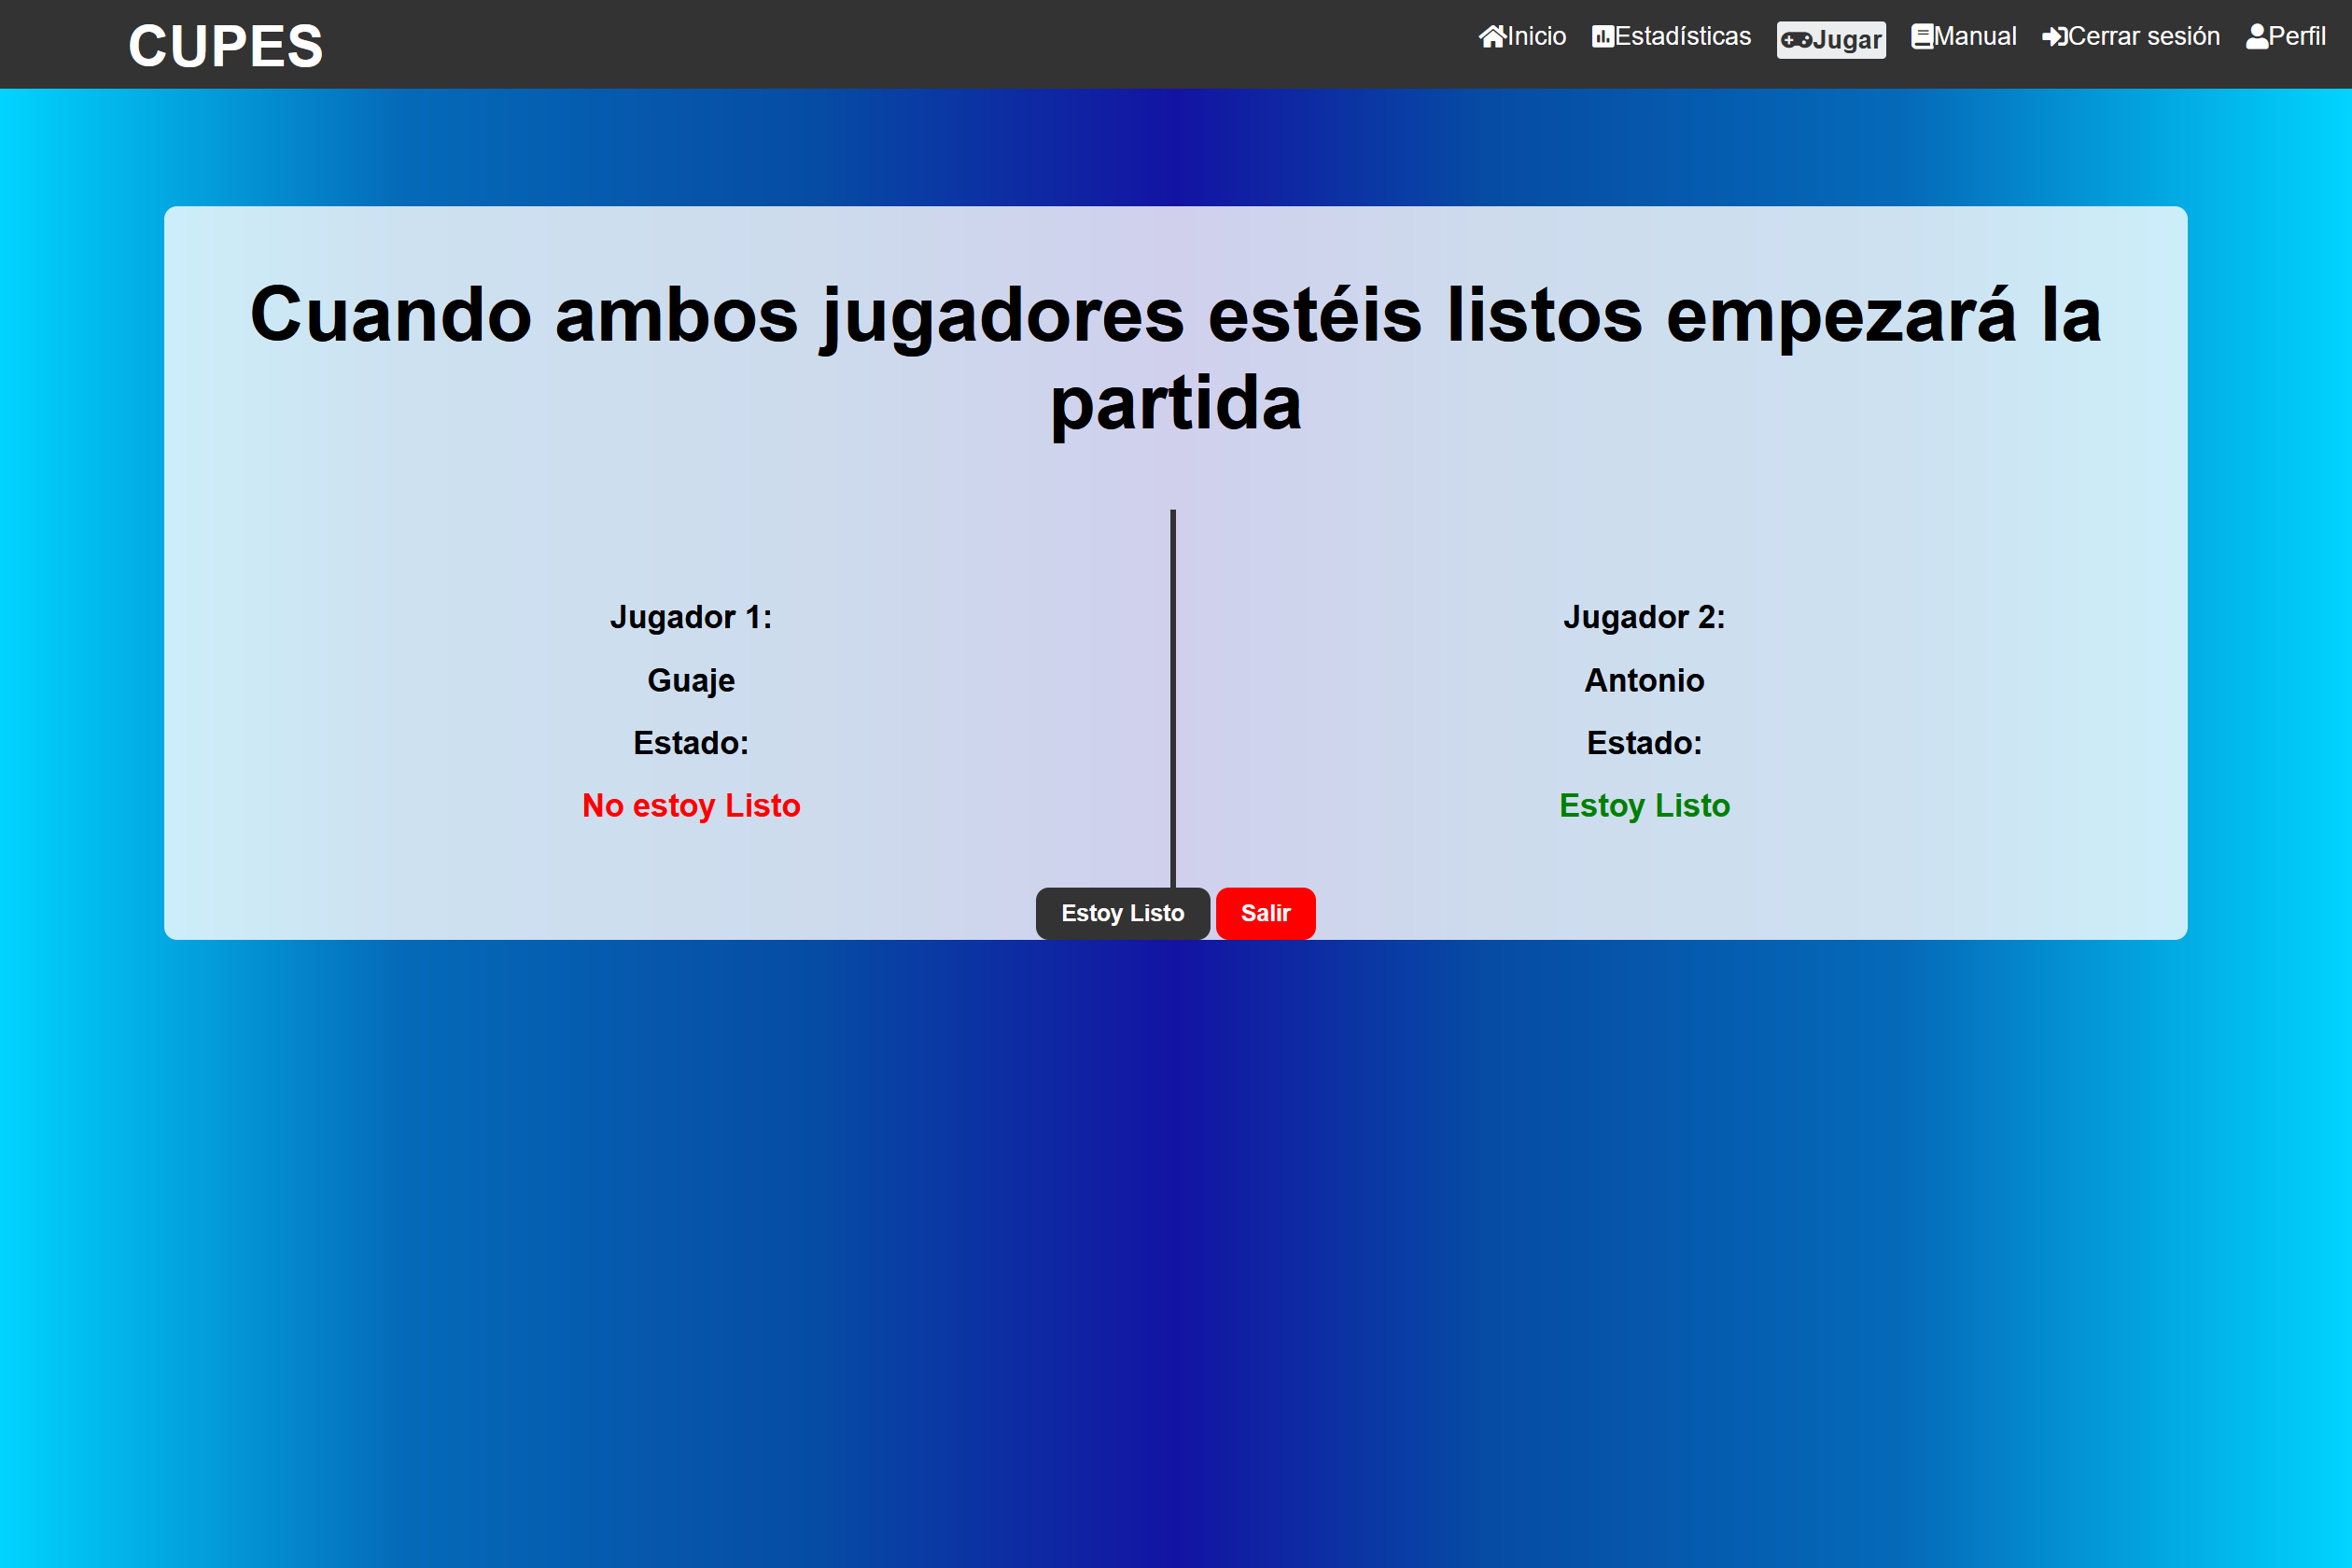 CUPES
Inicio Estadísticas Jugar Manual Cerrar sesión Perfil
Cuando ambos jugadores estéis listos empezará la
partida
Jugador 1:
Guaje
Estado:
No estoy Listo
Jugador 2:
Antonio
Estado:
Estoy Listo
Estoy Listo
Salir